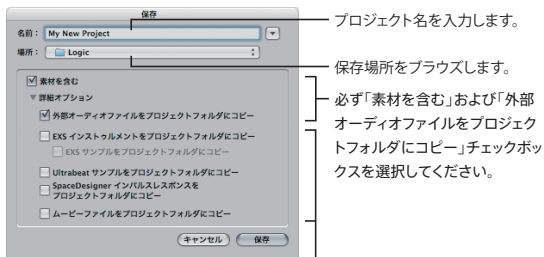 保存
名前： My New Project
場所： Logic
素材を含む
詳細オプション
外部オーディオファイルをプロジェクトフォルダにコピー
EXS インストゥルメントをプロジェクトフォルダにコピー
EXS サンプルをプロジェクトフォルダにコピー
Ultrabeat サンプルをプロジェクトフォルダにコピー
SpaceDesigner インパルスレスポンスを
プロジェクトフォルダにコピー
ムービーファイルをプロジェクトフォルダにコピー
キャンセル 保存
プロジェクト名を入力します。
保存場所をブラウズします。
必ず「素材を含む」および「外部
オーディオファイルをプロジェク
トフォルダにコピー」チェックボッ
クスを選択してください。